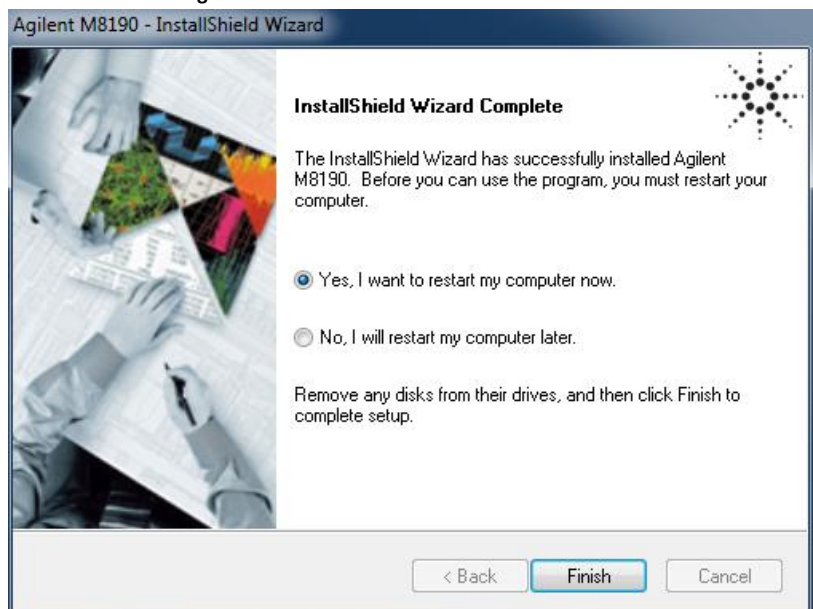 Agilent M8190 - InstallShield Wizard
InstallShield Wizard Complete
The InstallShield Wizard has successfully installed Agilent
M8190. Before you can use the program, you must restart your
computer.
Yes, I want to restart my computer now.
No, I will restart my computer later.
Remove any disks from their drives, and then click Finish to
complete setup.
< Back
Finish
Cancel